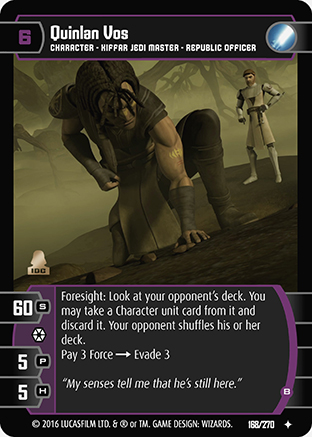 6
Quinlan Vos
CHARACTER - KIFFAR JEDI MASTER - REPUBLIC OFFICER
IGC
60 S
Foresight: Look at your opponent's deck. You
may take a Character unit card from it and
discard it. Your opponent shuffles his or her
deck.
5 P
Pay 3 Force → Evade 3
5 H
"My senses tell me that he's still here."
B
© 2016 LUCASFILM LTD. & ® or TM. GAME DESIGN: WIZARDS. 168/270